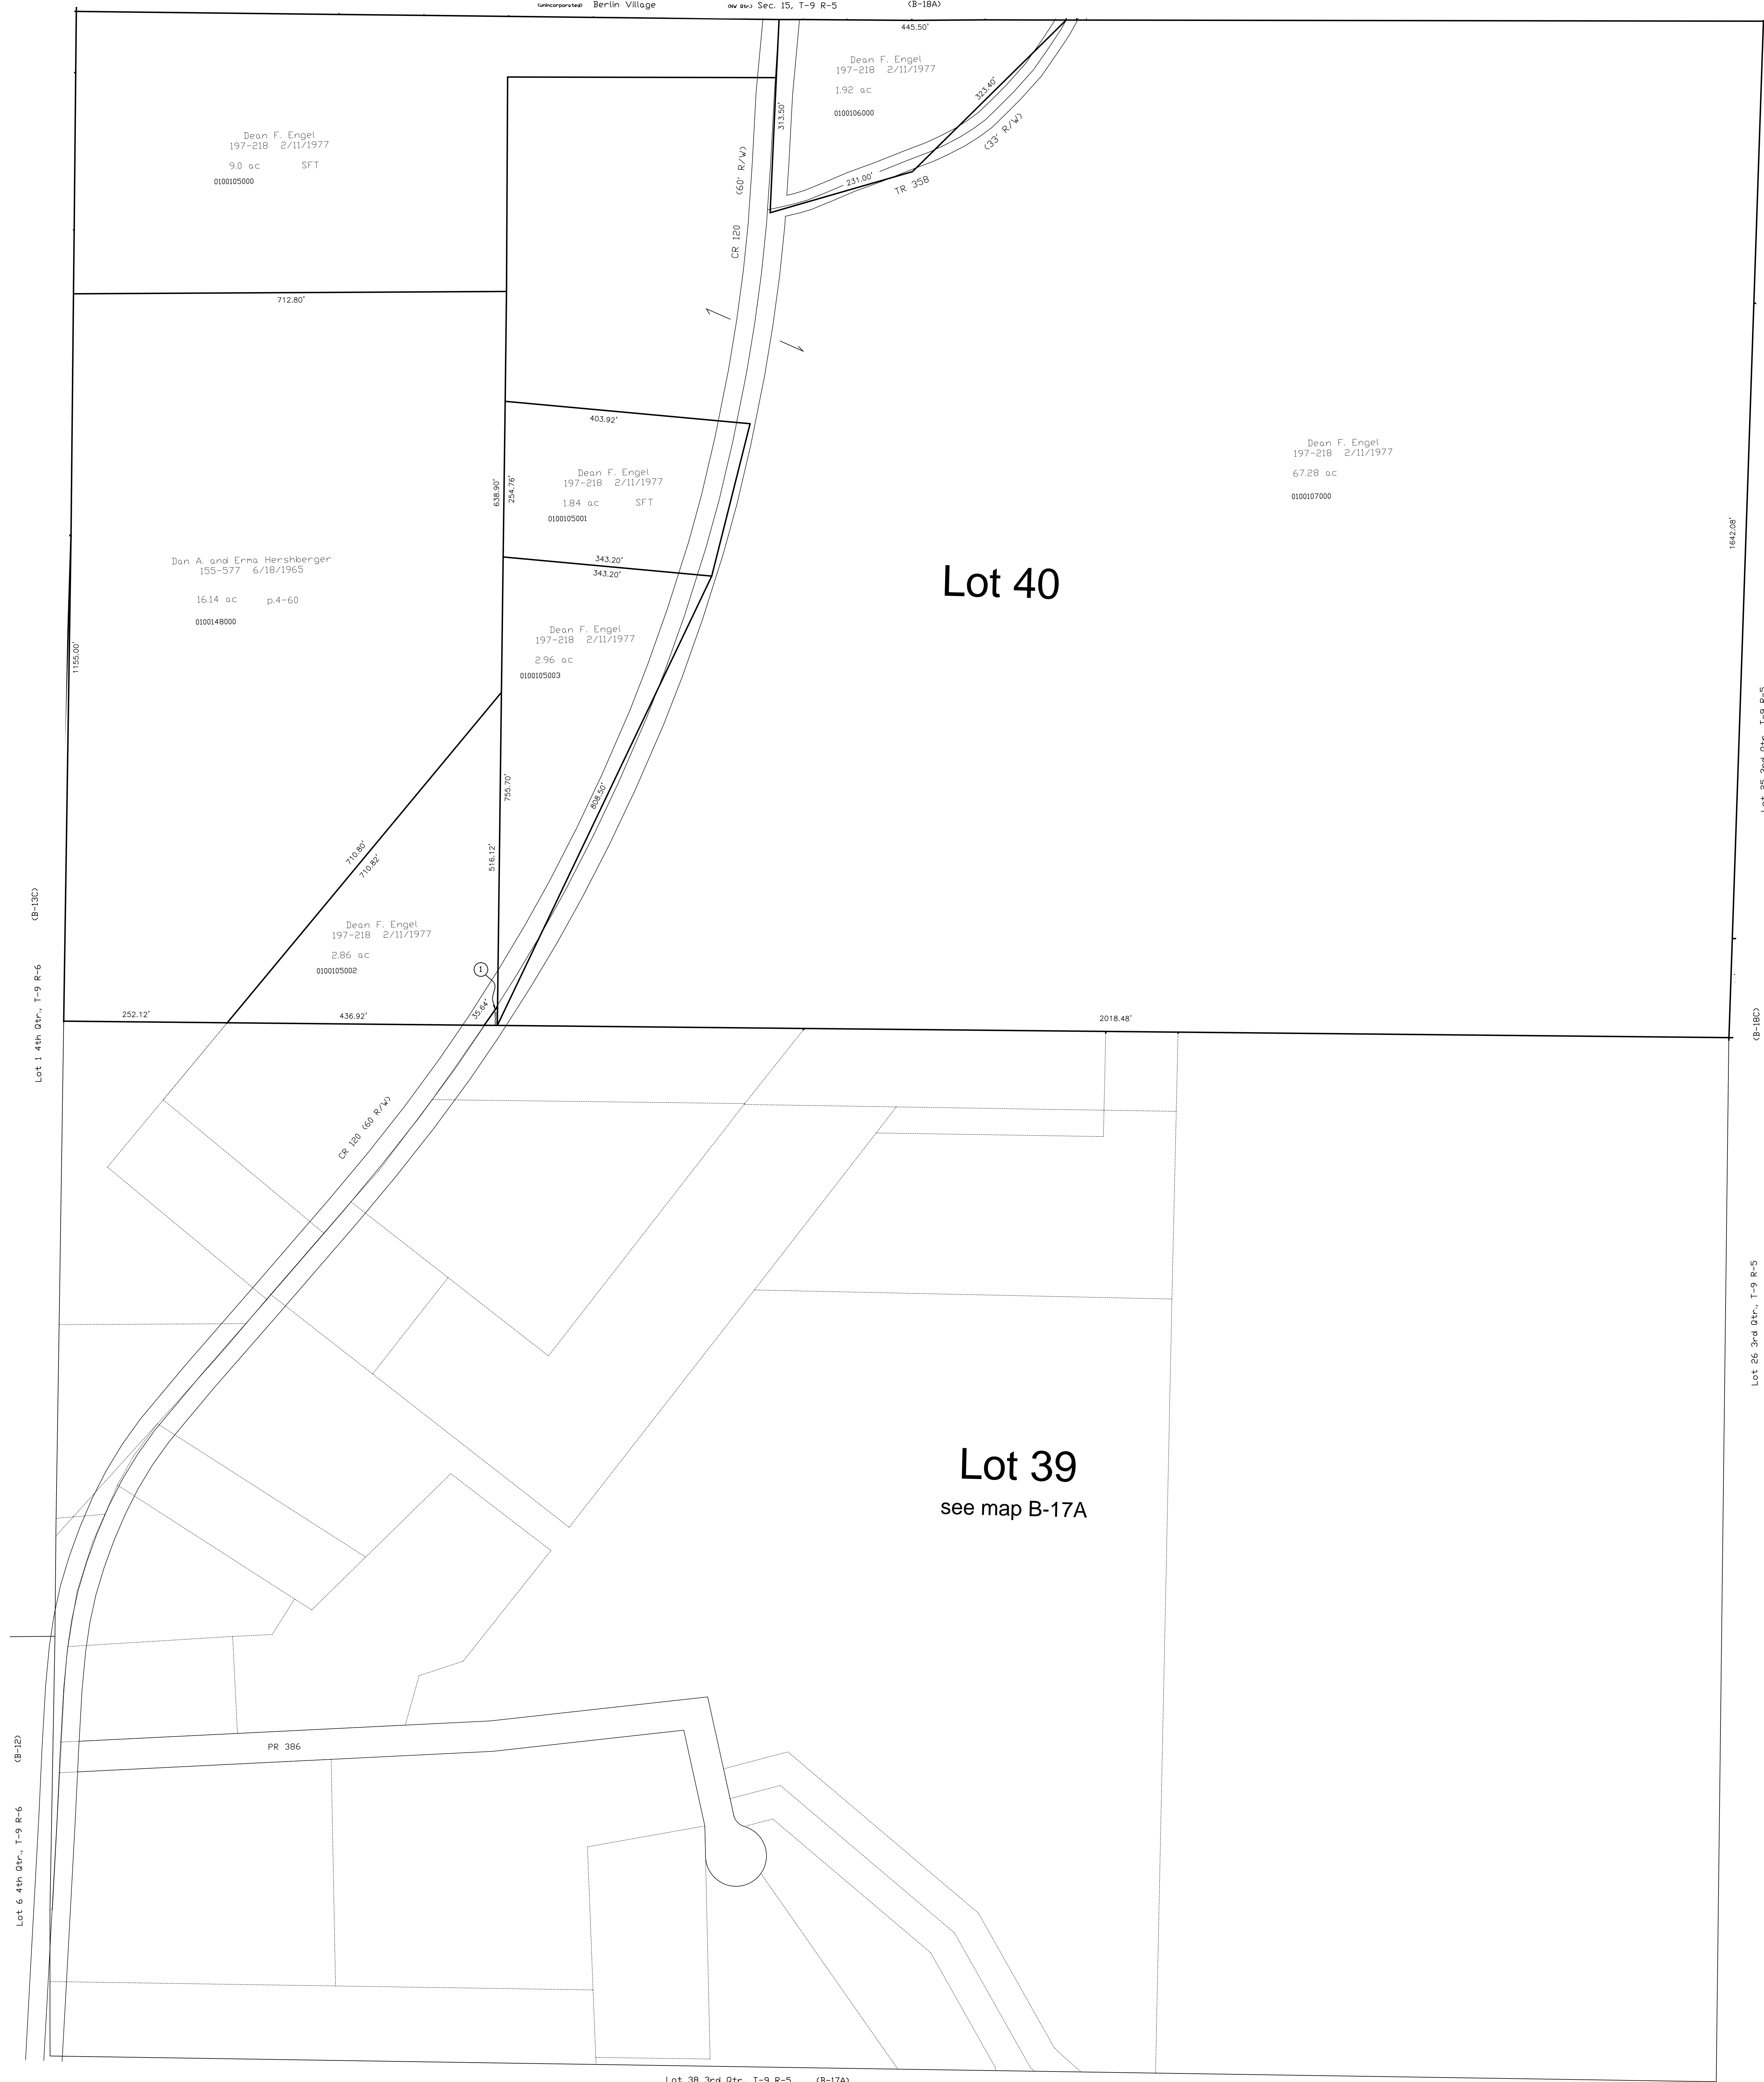 (unincorporated) Berlin Village (NW Qtr.) Sec. 15, T-9 R-5 (B-18A)
445.50'
Dean F. Engel
197-218 2/11/1977
1.92 ac
0100106000
323.40'
313.50'
(33' R/W)
231.00'
TR 358
(60' R/W)
CR 120
Dean F. Engel
197-218 2/11/1977
9.0 ac SFT
0100105000
712.80'
403.92'
Dean F. Engel
197-218 2/11/1977
1.84 ac SFT
0100105001
638.90'
254.76'
343.20'
343.20'
Dean F. Engel
197-218 2/11/1977
2.96 ac
0100105003
Dean F. Engel
197-218 2/11/1977
67.28 ac
0100107000
1642.08'
Lot 40
Dan A. and Erma Hershberger
155-577 6/18/1965
16.14 ac p.4-60
0100148000
1155.00'
755.70'
808.50'
516.12'
710.80'
710.82'
Dean F. Engel
197-218 2/11/1977
2.86 ac
0100105002
1
35.64'
252.12'
436.92'
2018.48'
(B-13C)
Lot 1 4th Qtr., T-9 R-6
(B-18C)
CR 120 (60 R/W)
Lot 26 3rd Qtr., T-9 R-5
Lot 39
see map B-17A
(B-12)
Lot 6 4th Qtr., T-9 R-6
PR 386
Lot 38 3rd Qtr., T-9 R-5 (B-17A)